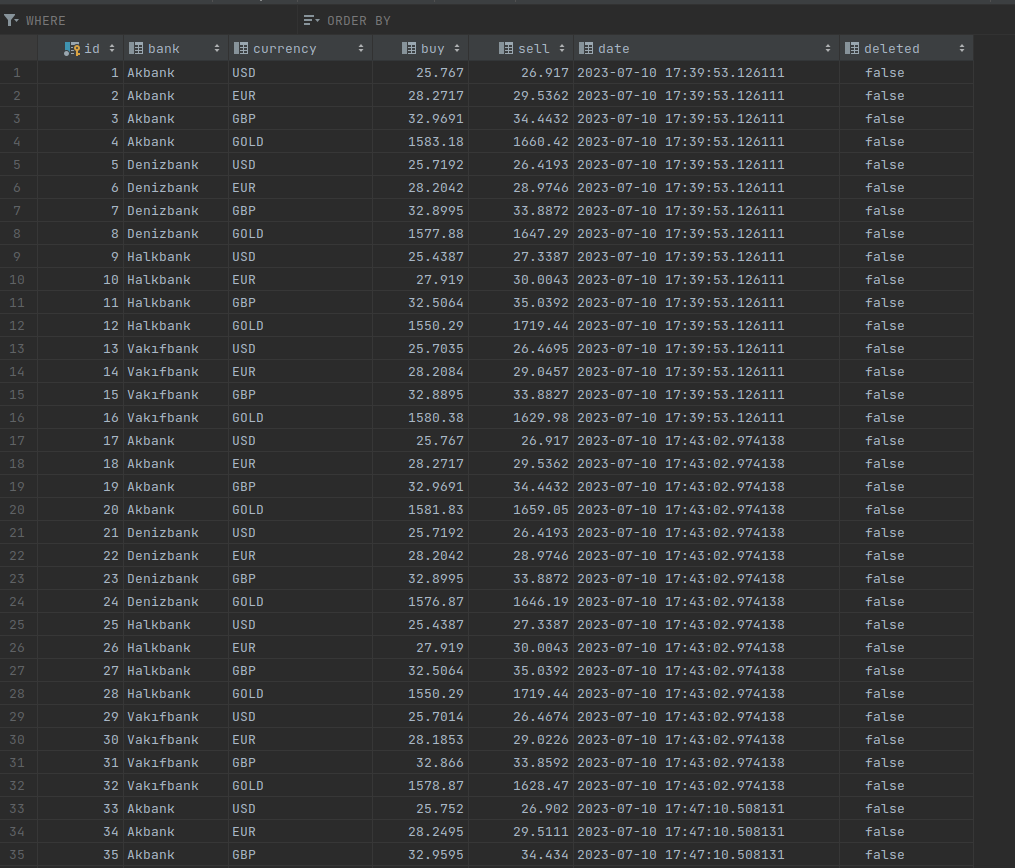 WHERE ORDER BY
id bank currency buy sell date deleted
1 1 Akbank USD 25.767 26.917 2023-07-10 17:39:53.126111 false
2 2 Akbank EUR 28.2717 29.5362 2023-07-10 17:39:53.126111 false
3 3 Akbank GBP 32.9691 34.4432 2023-07-10 17:39:53.126111 false
4 4 Akbank GOLD 1583.18 1660.42 2023-07-10 17:39:53.126111 false
5 5 Denizbank USD 25.7192 26.4193 2023-07-10 17:39:53.126111 false
6 6 Denizbank EUR 28.2042 28.9746 2023-07-10 17:39:53.126111 false
7 7 Denizbank GBP 32.8995 33.8872 2023-07-10 17:39:53.126111 false
8 8 Denizbank GOLD 1577.88 1647.29 2023-07-10 17:39:53.126111 false
9 9 Halkbank USD 25.4387 27.3387 2023-07-10 17:39:53.126111 false
10 10 Halkbank EUR 27.919 30.0043 2023-07-10 17:39:53.126111 false
11 11 Halkbank GBP 32.5064 35.0392 2023-07-10 17:39:53.126111 false
12 12 Halkbank GOLD 1550.29 1719.44 2023-07-10 17:39:53.126111 false
13 13 Vakıfbank USD 25.7035 26.4695 2023-07-10 17:39:53.126111 false
14 14 Vakıfbank EUR 28.2084 29.0457 2023-07-10 17:39:53.126111 false
15 15 Vakıfbank GBP 32.8895 33.8827 2023-07-10 17:39:53.126111 false
16 16 Vakıfbank GOLD 1580.38 1629.98 2023-07-10 17:39:53.126111 false
17 17 Akbank USD 25.767 26.917 2023-07-10 17:43:02.974138 false
18 18 Akbank EUR 28.2717 29.5362 2023-07-10 17:43:02.974138 false
19 19 Akbank GBP 32.9691 34.4432 2023-07-10 17:43:02.974138 false
20 20 Akbank GOLD 1581.83 1659.05 2023-07-10 17:43:02.974138 false
21 21 Denizbank USD 25.7192 26.4193 2023-07-10 17:43:02.974138 false
22 22 Denizbank EUR 28.2042 28.9746 2023-07-10 17:43:02.974138 false
23 23 Denizbank GBP 32.8995 33.8872 2023-07-10 17:43:02.974138 false
24 24 Denizbank GOLD 1576.87 1646.19 2023-07-10 17:43:02.974138 false
25 25 Halkbank USD 25.4387 27.3387 2023-07-10 17:43:02.974138 false
26 26 Halkbank EUR 27.919 30.0043 2023-07-10 17:43:02.974138 false
27 27 Halkbank GBP 32.5064 35.0392 2023-07-10 17:43:02.974138 false
28 28 Halkbank GOLD 1550.29 1719.44 2023-07-10 17:43:02.974138 false
29 29 Vakıfbank USD 25.7014 26.4674 2023-07-10 17:43:02.974138 false
30 30 Vakıfbank EUR 28.1853 29.0226 2023-07-10 17:43:02.974138 false
31 31 Vakıfbank GBP 32.866 33.8592 2023-07-10 17:43:02.974138 false
32 32 Vakıfbank GOLD 1578.87 1628.47 2023-07-10 17:43:02.974138 false
33 33 Akbank USD 25.752 26.902 2023-07-10 17:47:10.508131 false
34 34 Akbank EUR 28.2495 29.5111 2023-07-10 17:47:10.508131 false
35 35 Akbank GBP 32.9595 34.434 2023-07-10 17:47:10.508131 false